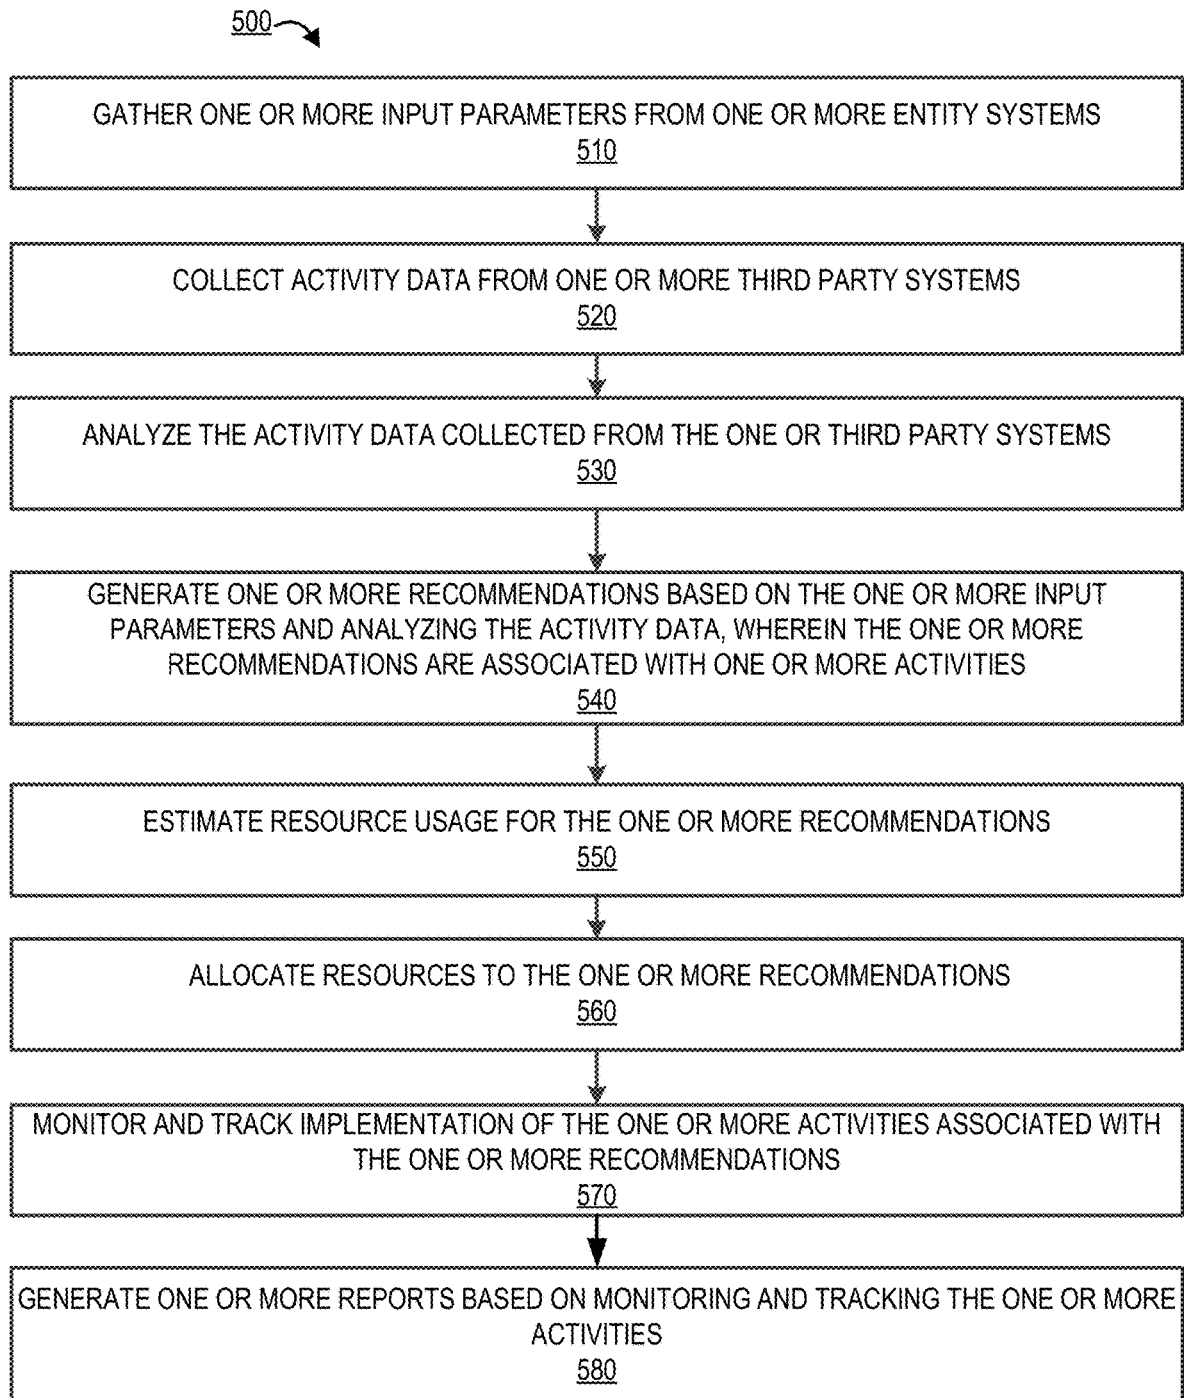 500
GATHER ONE OR MORE INPUT PARAMETERS FROM ONE OR MORE ENTITY SYSTEMS
510
COLLECT ACTIVITY DATA FROM ONE OR MORE THIRD PARTY SYSTEMS
520
ANALYZE THE ACTIVITY DATA COLLECTED FROM THE ONE OR THIRD PARTY SYSTEMS
530
GENERATE ONE OR MORE RECOMMENDATIONS BASED ON THE ONE OR MORE INPUT
PARAMETERS AND ANALYZING THE ACTIVITY DATA, WHEREIN THE ONE OR MORE
RECOMMENDATIONS ARE ASSOCIATED WITH ONE OR MORE ACTIVITIES
540
ESTIMATE RESOURCE USAGE FOR THE ONE OR MORE RECOMMENDATIONS
550
ALLOCATE RESOURCES TO THE ONE OR MORE RECOMMENDATIONS
560
MONITOR AND TRACK IMPLEMENTATION OF THE ONE OR MORE ACTIVITIES ASSOCIATED WITH
THE ONE OR MORE RECOMMENDATIONS
570
GENERATE ONE OR MORE REPORTS BASED ON MONITORING AND TRACKING THE ONE OR MORE
ACTIVITIES
580